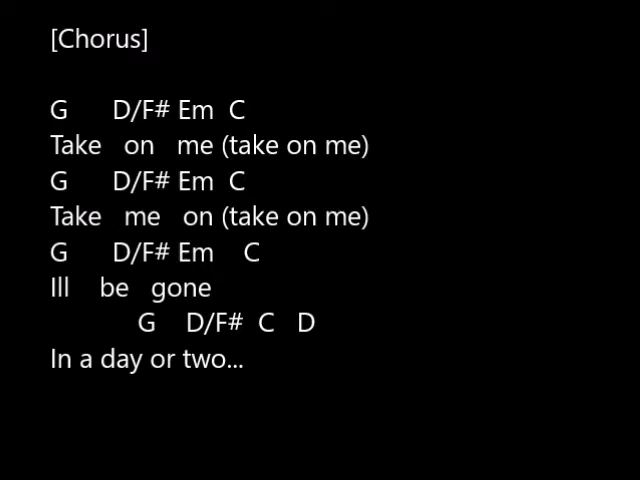 [Chorus]
G D/F# Em C
Take on me (take on me)
G D/F# Em C
Take me on (take on me)
G D/F# Em C
Ill be gone
G D/F# C D
In a day or two...